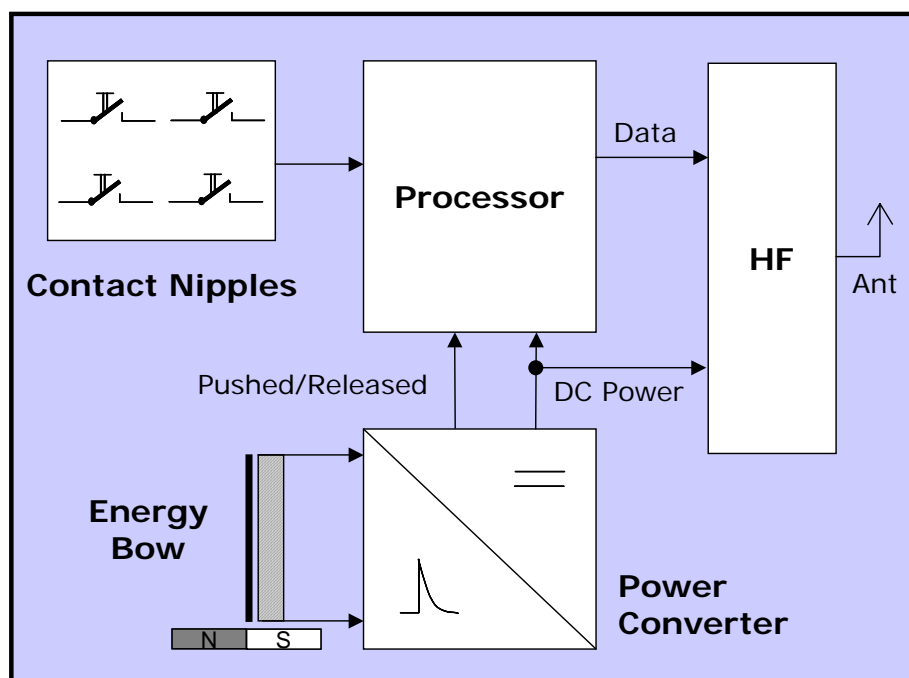 Data
Processor
HF
Contact Nipples
Ant
Pushed/Released
DC Power
Energy
Bow
Power
Converter
N
S